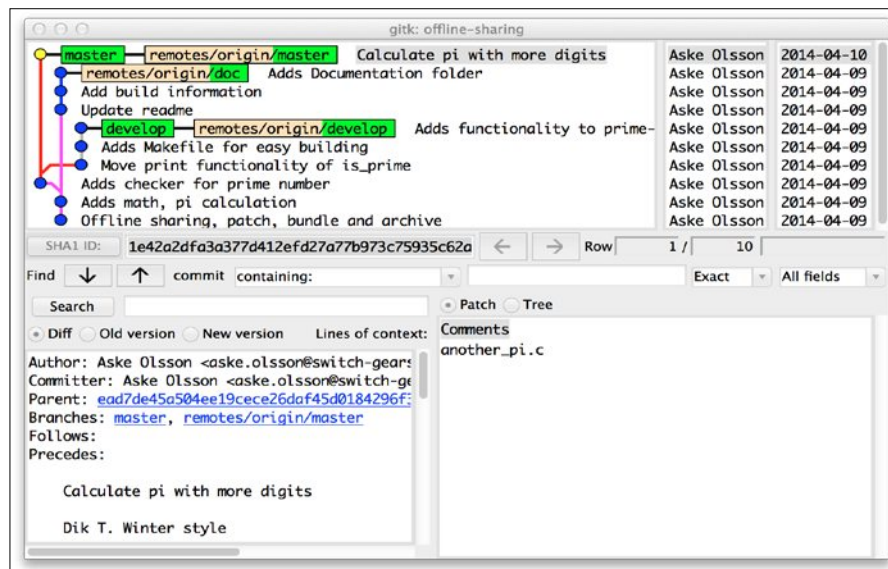 gitk: offline-sharing
master remotes/origin/master Calculate pi with more digits Aske Olsson 2014-04-10
remotes/origin/doc Adds Documentation folder Aske Olsson 2014-04-09
Add build information Aske Olsson 2014-04-09
Update readme Aske Olsson 2014-04-09
develop remotes/origin/develop Adds functionality to prime- Aske Olsson 2014-04-09
Adds Makefile for easy building Aske Olsson 2014-04-09
Move print functionality of is_prime Aske Olsson 2014-04-09
Adds checker for prime number Aske Olsson 2014-04-09
Adds math, pi calculation Aske Olsson 2014-04-09
Offline sharing, patch, bundle and archive Aske Olsson 2014-04-09
SHA1 ID: 1e42a2dfa3a377d412efd27a77b973c75935c62a Row 1 / 10
Find commit containing: Exact All fields
Search
Diff Old version New version Lines of context:
Author: Aske Olsson <aske.olsson@switch-gears
Committer: Aske Olsson <aske.olsson@switch-ge
Parent: ead7de45a504ee19cece26daf45d0184296f3
Branches: master, remotes/origin/master
Follows:
Precedes:
Calculate pi with more digits
Dik T. Winter style
Patch Tree
Comments
another_pi.c